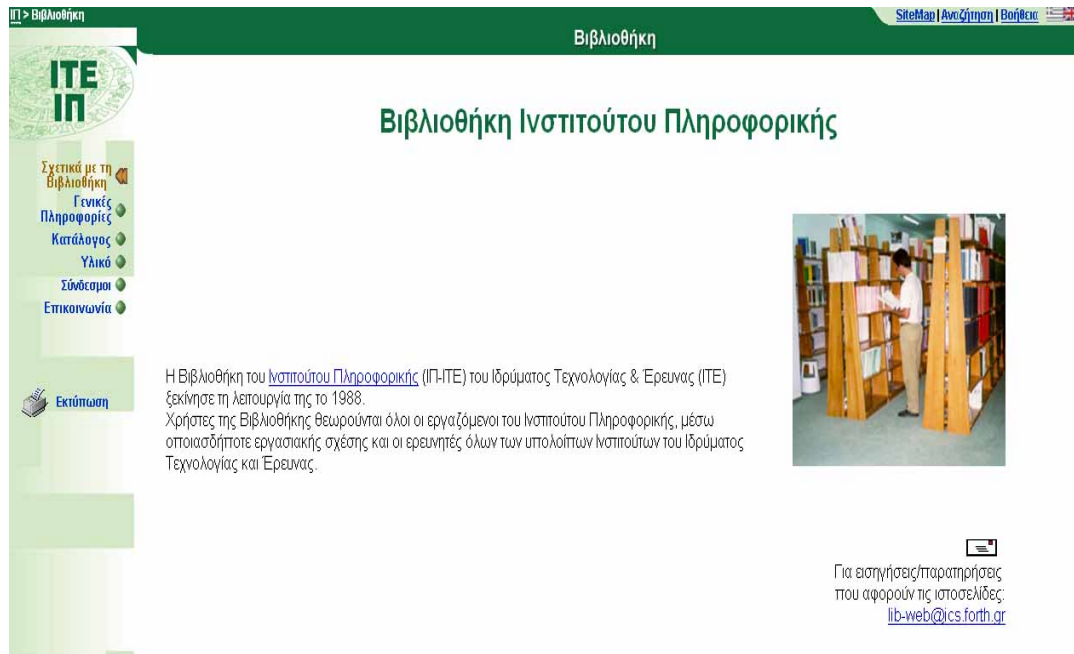 ΙΠ > Βιβλιοθήκη
SiteMap | Αναζήτηση | Βοήθεια
Βιβλιοθήκη
ΙΤΕ
ΙΠ
Βιβλιοθήκη Ινστιτούτου Πληροφορικής
Σχετικά με τη
Βιβλιοθήκη
Γενικές
Πληροφορίες
Κατάλογος
Υλικό
Σύνδεσμοι
Επικοινωνία
Εκτύπωση
Η Βιβλιοθήκη του Ινστιτούτου Πληροφορικής (ΙΠ-ΙΤΕ) του Ιδρύματος Τεχνολογίας & Έρευνας (ΙΤΕ)
ξεκίνησε τη λειτουργία της το 1988.
Χρήστες της Βιβλιοθήκης θεωρούνται όλοι οι εργαζόμενοι του Ινστιτούτου Πληροφορικής, μέσω
οποιασδήποτε εργασιακής σχέσης και οι ερευνητές όλων των υπολοίπων Ινστιτούτων του Ιδρύματος
Τεχνολογίας και Έρευνας.
Για εισηγήσεις/παρατηρήσεις
που αφορούν τις ιστοσελίδες:
lib-web@ics.forth.gr